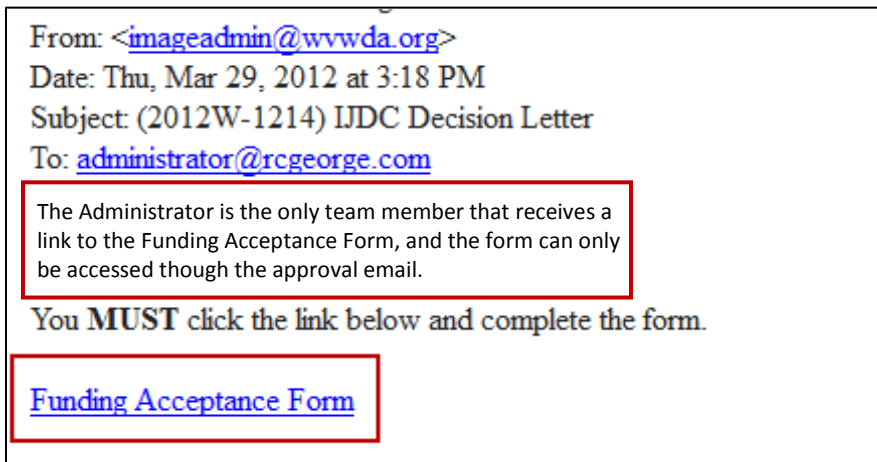 From: <imageadmin@wvwda.org>
Date: Thu, Mar 29, 2012 at 3:18 PM
Subject: (2012W-1214) IJDC Decision Letter
To: administrator@rcgeorge.com
The Administrator is the only team member that receives a
link to the Funding Acceptance Form, and the form can only
be accessed though the approval email.
You MUST click the link below and complete the form.
Funding Acceptance Form